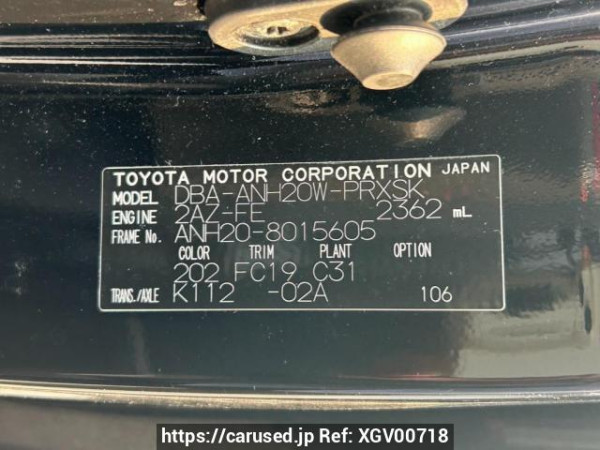 TOYOTA MOTOR CORPORATION JAPAN
MODEL DBA-ANH20W-PRXSK
ENGINE 2AZ-FE 2362 mL
FRAME No. ANH20-8015605
COLOR TRIM PLANT OPTION
202 FC19 C31
TRANS./AXLE K112 -02A 106
https://carused.jp Ref: XGV00718